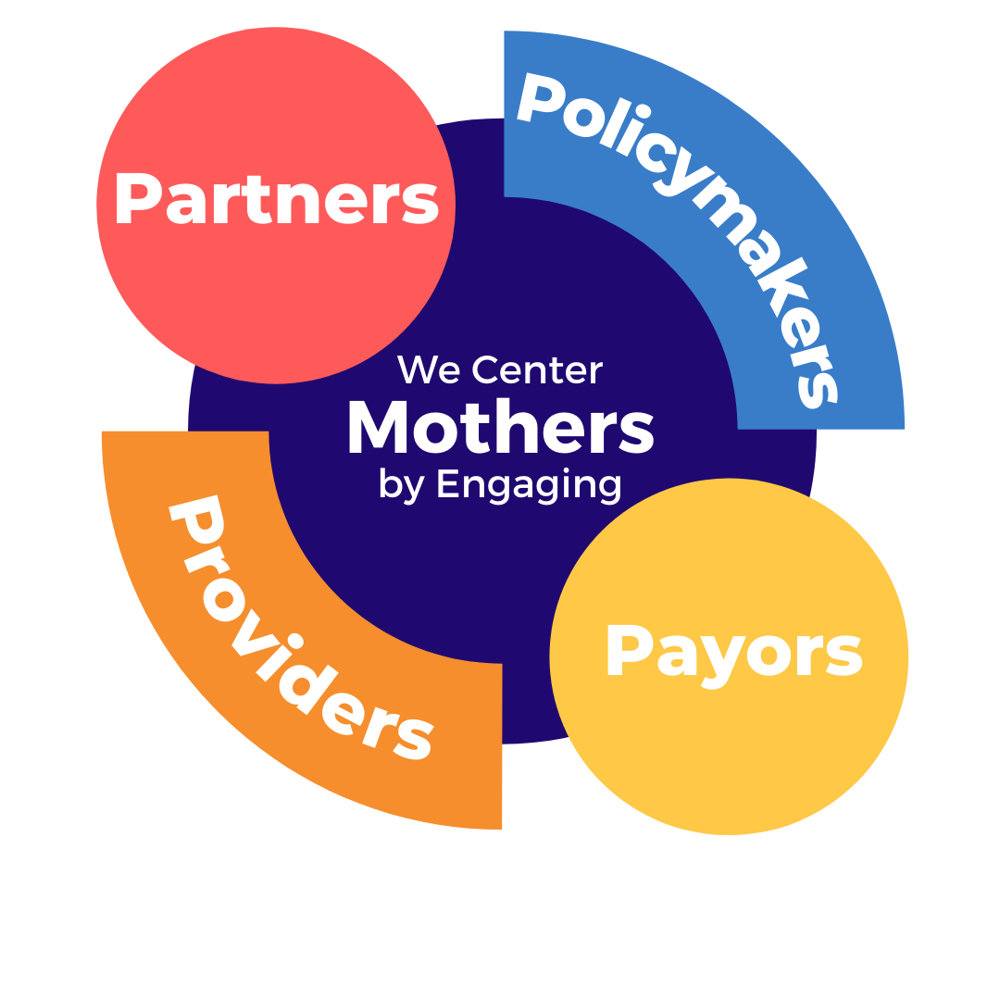 Partners
Policymakers
We Center
Mothers
by Engaging
Providers
Payors